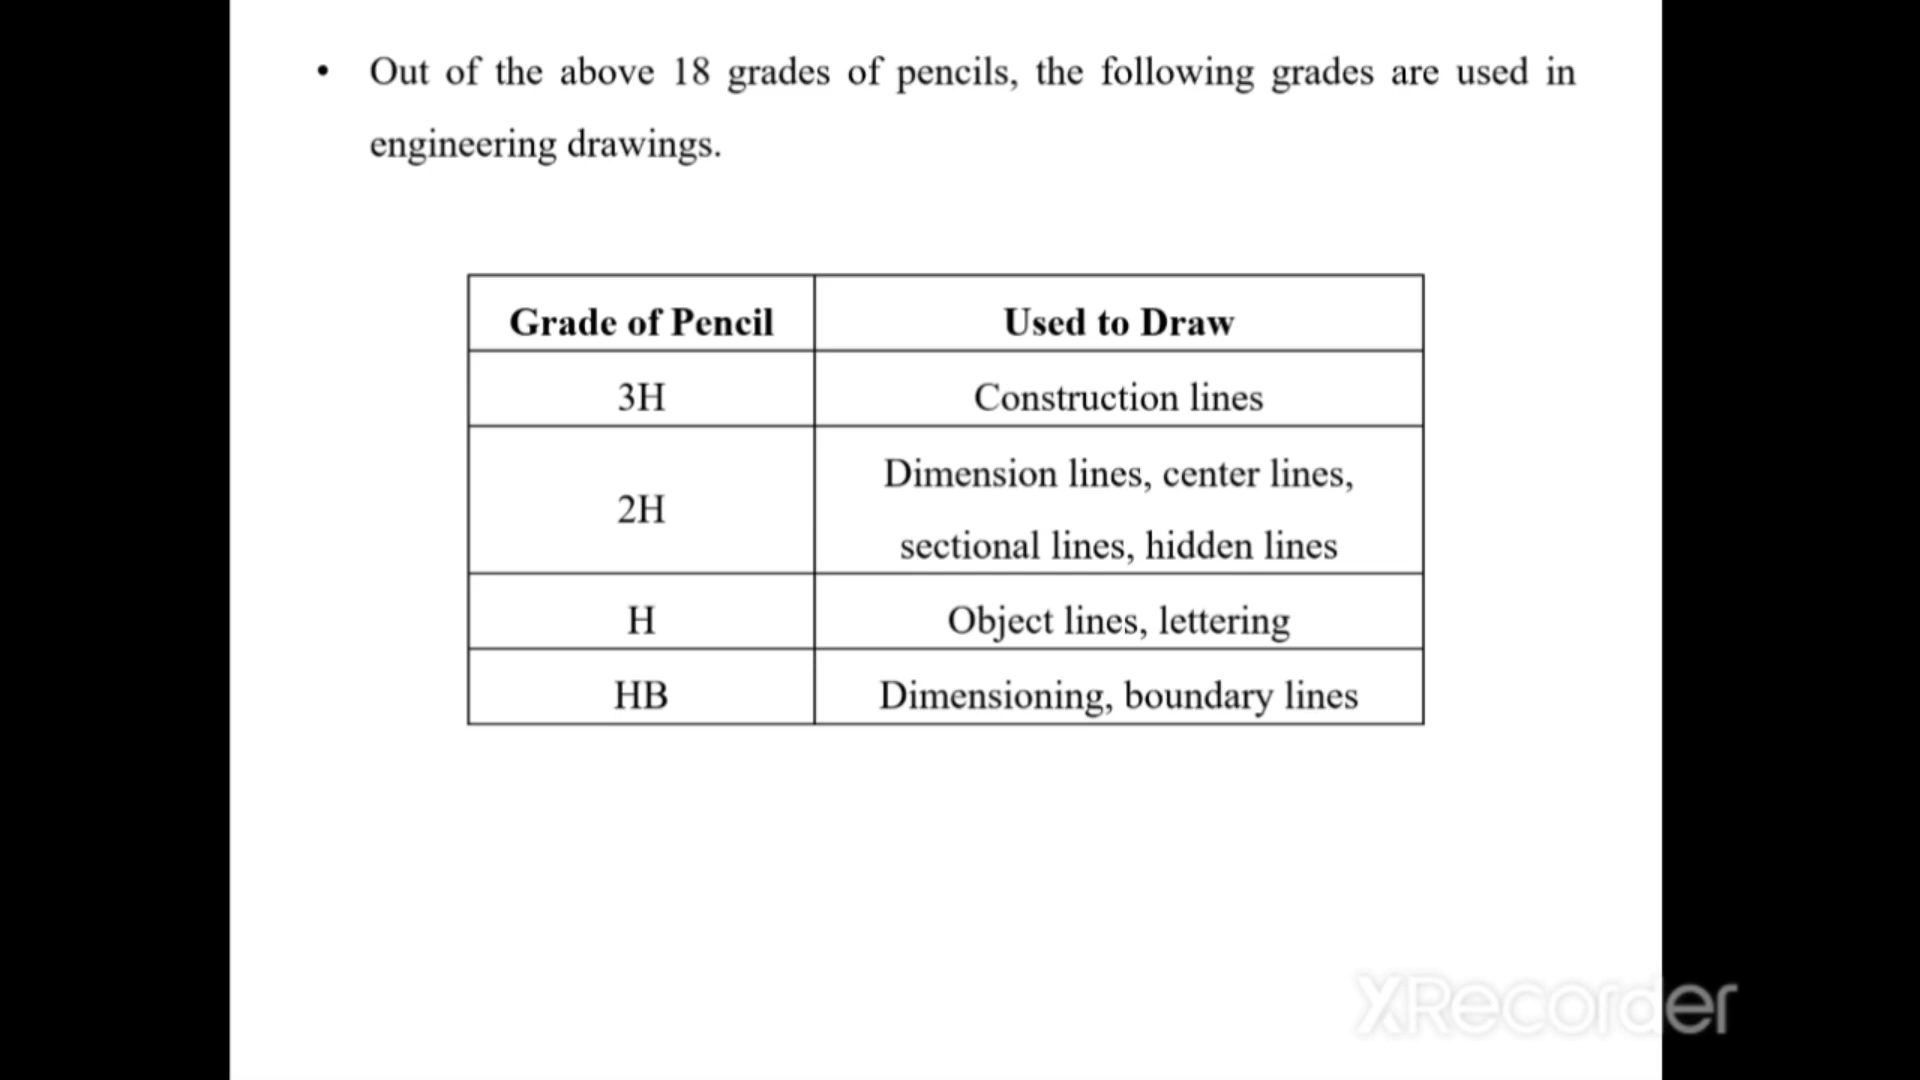 • Out of the above 18 grades of pencils, the following grades are used in
engineering drawings.
Grade of Pencil Used to Draw
3H Construction lines
2H Dimension lines, center lines,
sectional lines, hidden lines
H Object lines, lettering
HB Dimensioning, boundary lines
XRecorder